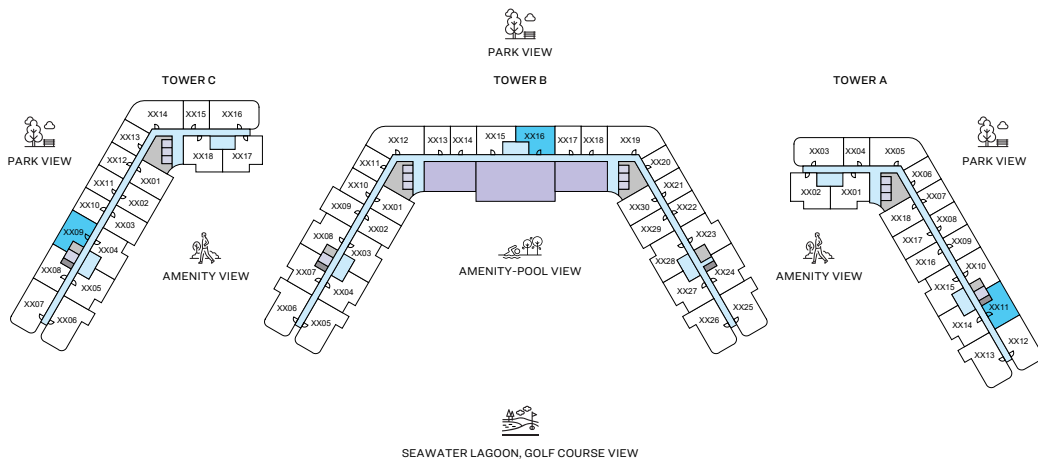 PARK VIEW
TOWER C
TOWER B
TOWER A
PARK VIEW
XX14
XX15
XX16
XX13
XX12
XX11
XX10
XX09
XX08
XX07
XX06
XX05
XX04
XX03
XX02
XX01
XX18
XX17
AMENITY VIEW
XX12
XX13
XX14
XX15
XX16
XX17
XX18
XX19
XX11
XX10
XX09
XX08
XX07
XX06
XX05
XX04
XX03
XX02
XX01
XX20
XX21
XX22
XX23
XX24
XX25
XX26
XX27
XX28
XX29
XX30
AMENITY-POOL VIEW
AMENITY VIEW
XX03
XX04
XX05
XX02
XX01
XX06
XX07
XX08
XX09
XX10
XX11
XX12
XX13
XX14
XX15
XX16
XX17
XX18
PARK VIEW
SEAWATER LAGOON, GOLF COURSE VIEW